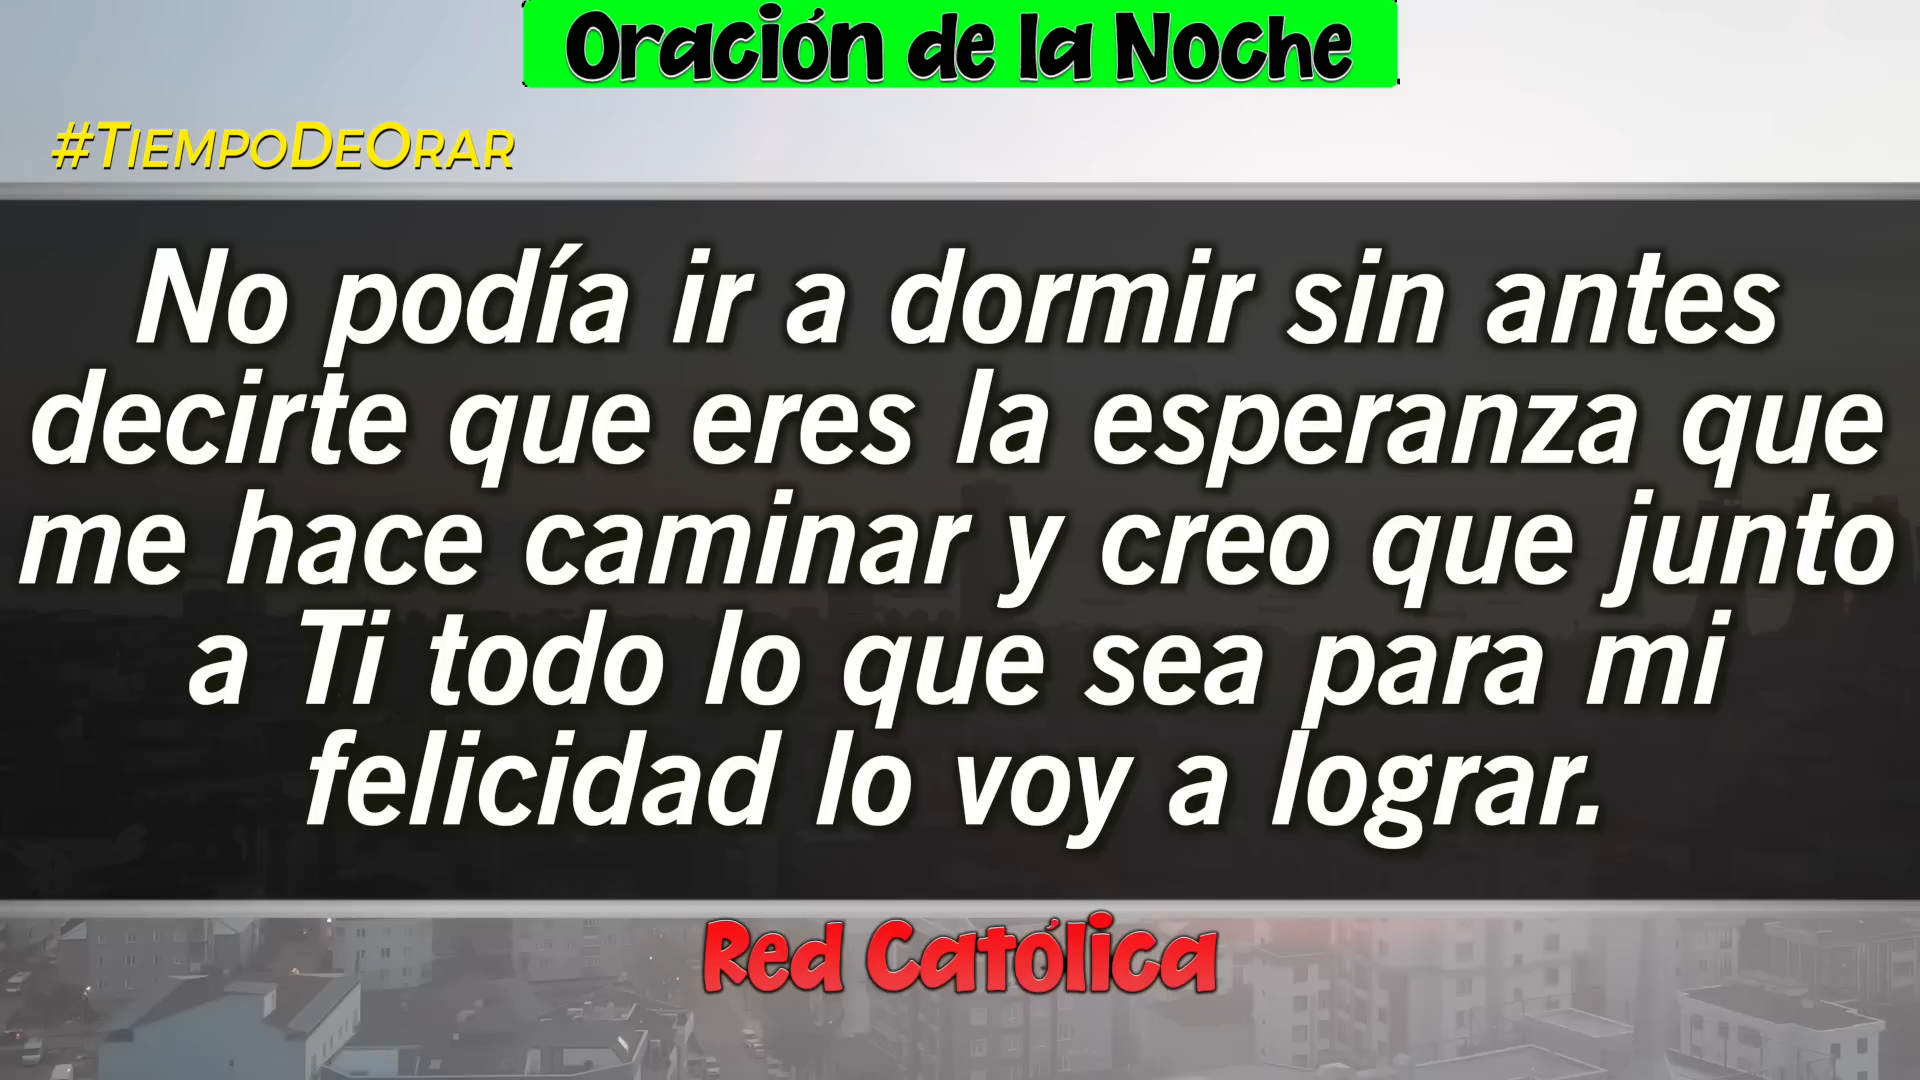 Oración de la Noche
#TiempoDeOrar
No podía ir a dormir sin antes
decirte que eres la esperanza que
me hace caminar y creo que junto
a Ti todo lo que sea para mi
felicidad lo voy a lograr.
Red Católica